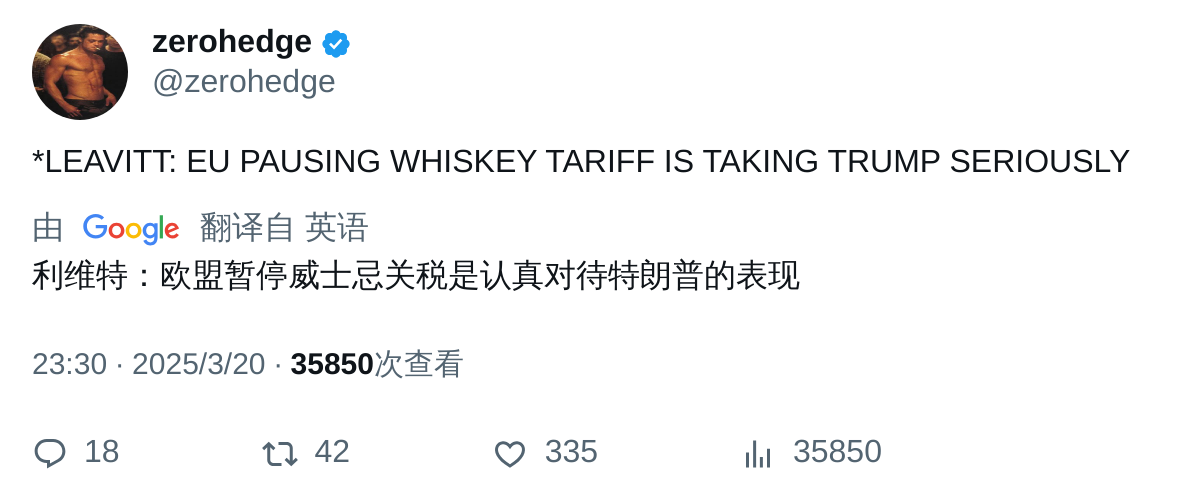 zerohedge
@zerohedge
*LEAVITT: EU PAUSING WHISKEY TARIFF IS TAKING TRUMP SERIOUSLY
由 Google 翻译自 英语
利维特：欧盟暂停威士忌关税是认真对待特朗普的表现
23:30 · 2025/3/20 · 35850次查看
18 42 335 35850